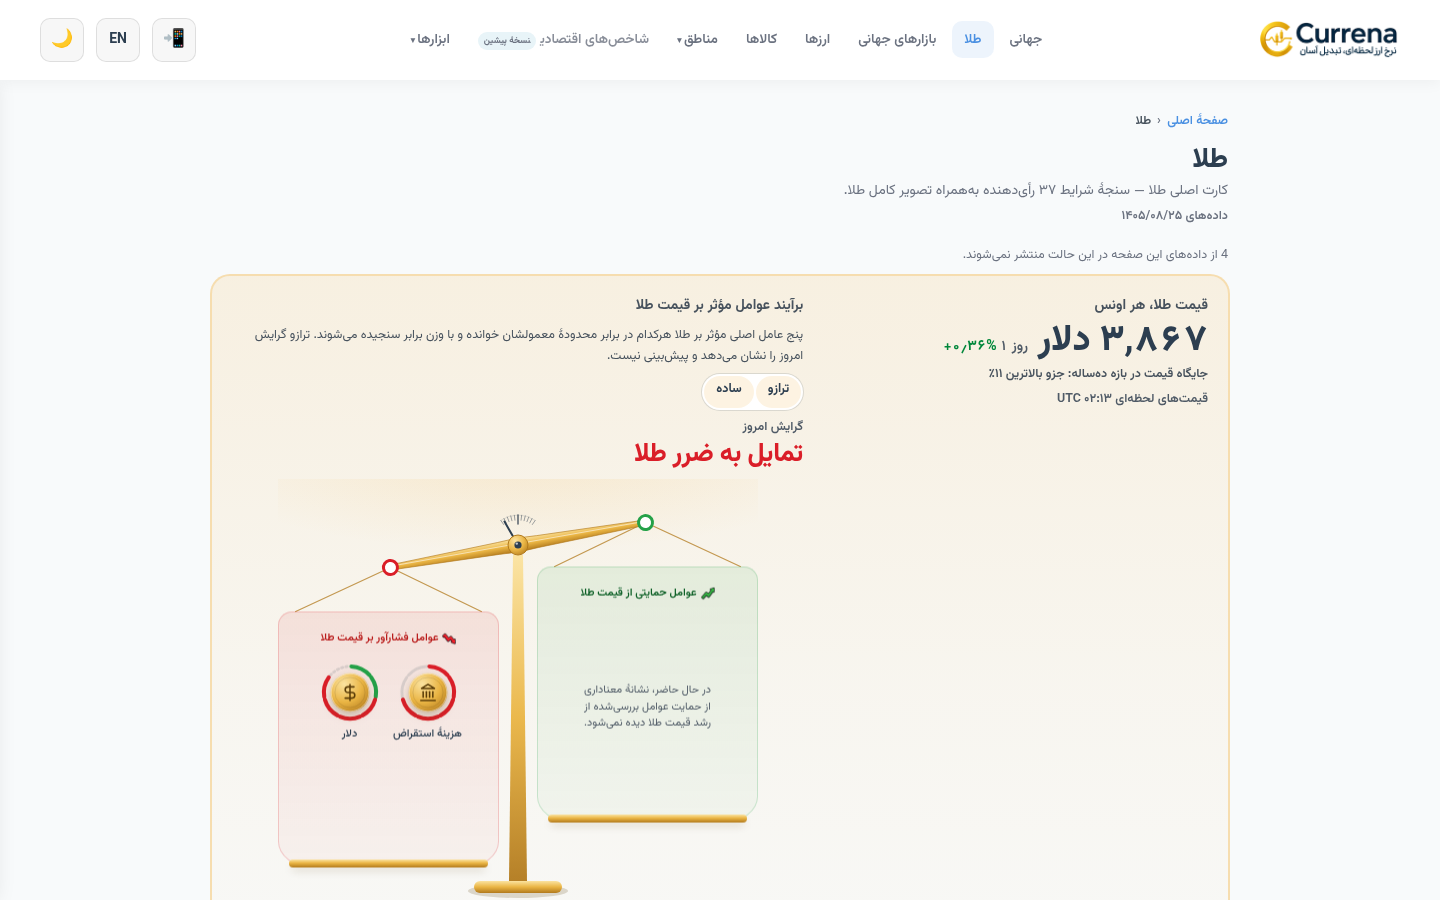 Currena
نرخ ارز لحظه‌ای، تبدیل آسان
جهانی
طلا
بازارهای جهانی
ارزها
کالاها
مناطق
شاخص‌های اقتصادی
نسخهٔ پیشین
ابزارها
EN
صفحهٔ اصلی › طلا
طلا
کارت اصلی طلا — سنجهٔ شرایط ۳۷ رأی‌دهنده به‌همراه تصویر کامل طلا.
داده‌های ۱۴۰۵/۰۸/۲۵
4 از داده‌های این صفحه در این حالت منتشر نمی‌شوند.
قیمت طلا، هر اونس
۳,۸۶۷ دلار
روز ۱ +۰٫۳۶%
جایگاه قیمت در بازه ده‌ساله: جزو بالاترین ۱۱٪
قیمت‌های لحظه‌ای ۰۲:۱۳ UTC
برآیند عوامل مؤثر بر قیمت طلا
پنج عامل اصلی مؤثر بر طلا هرکدام در برابر محدودهٔ معمولشان خوانده و با وزن برابر سنجیده می‌شوند. ترازو گرایش
امروز را نشان می‌دهد و پیش‌بینی نیست.
ترازو
ساده
گرایش امروز
تمایل به ضرر طلا
عوامل حمایتی از قیمت طلا
در حال حاضر، نشانهٔ معناداری
از حمایت عوامل بررسی‌شده از
رشد قیمت طلا دیده نمی‌شود.
عوامل فشارآور بر قیمت طلا
هزینهٔ استقراض
دلار